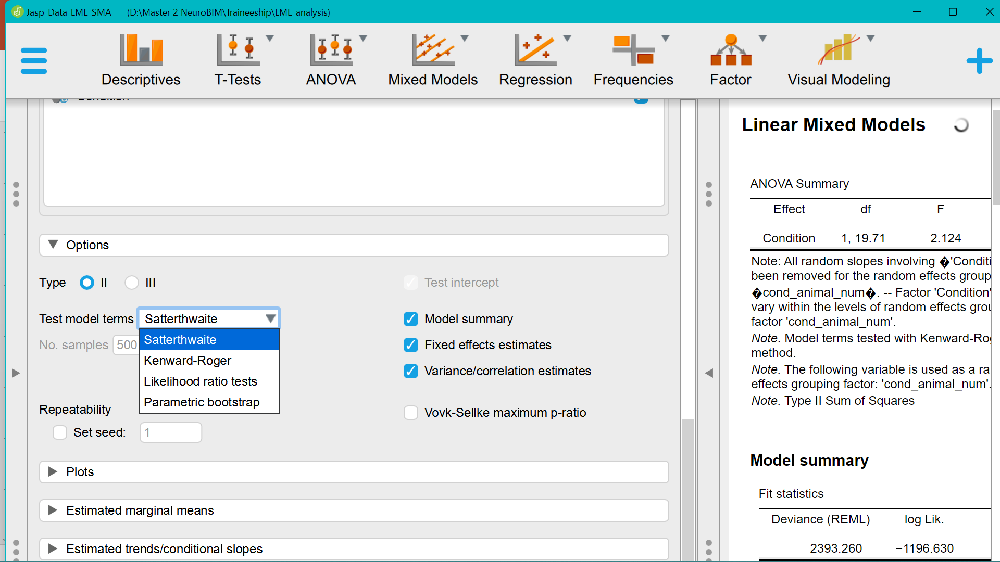 Jasp_Data_LME_SMA (D:\Master 2 NeuroBIM\Traineeship\LME_analysis)
Descriptives T-Tests ANOVA Mixed Models Regression Frequencies Factor Visual Modeling
Condition
Options
Type II III
Test intercept
Test model terms Satterthwaite
Model summary
Satterthwaite
No. samples 500
Fixed effects estimates
Kenward-Roger
Likelihood ratio tests
Variance/correlation estimates
Parametric bootstrap
Repeatability
Vovk-Sellke maximum p-ratio
Set seed: 1
Plots
Estimated marginal means
Estimated trends/conditional slopes
Linear Mixed Models
ANOVA Summary
Effect df F
Condition 1, 19.71 2.124
Note: All random slopes involving �'Conditi
been removed for the random effects group
�cond_animal_num�. -- Factor 'Condition'
vary within the levels of random effects grou
factor 'cond_animal_num'.
Note. Model terms tested with Kenward-Rog
method.
Note. The following variable is used as a ra
effects grouping factor: 'cond_animal_num'.
Note. Type II Sum of Squares
Model summary
Fit statistics
Deviance (REML) log Lik.
2393.260 −1196.630